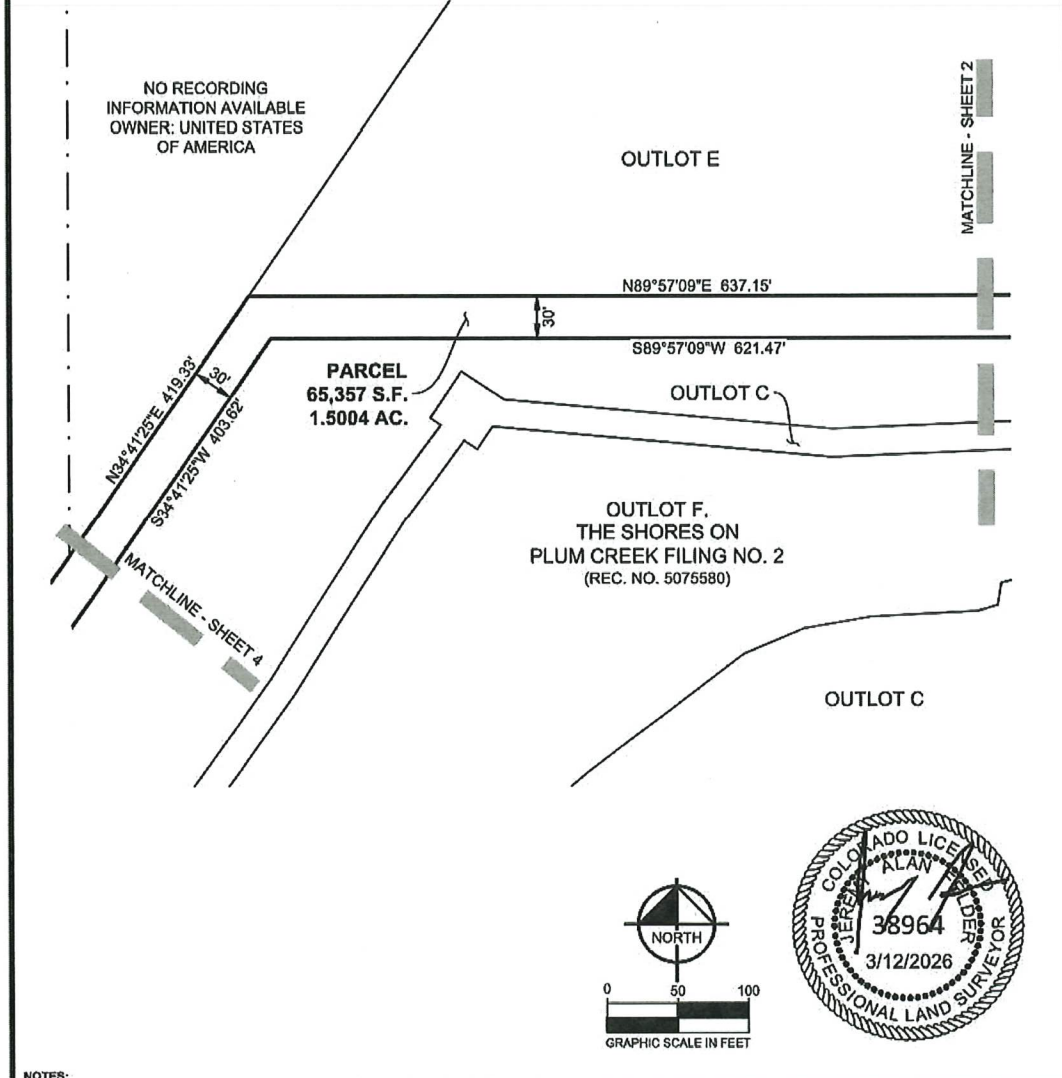 NO RECORDING
INFORMATION AVAILABLE
OWNER: UNITED STATES
OF AMERICA
OUTLOT E
MATCHLINE - SHEET 2
N89°57'09"E 637.15'
30'
S89°57'09"W 621.47'
N34°41'25"E 419.33'
30'
S34°41'25"W 403.62'
PARCEL
65,357 S.F.
1.5004 AC.
OUTLOT C
OUTLOT F,
THE SHORES ON
PLUM CREEK FILING NO. 2
(REC. NO. 5075580)
MATCHLINE - SHEET 4
OUTLOT C
NORTH
0 50 100
GRAPHIC SCALE IN FEET
COLORADO LICENSED
ALAN
38964
3/12/2026
PROFESSIONAL LAND SURVEYOR
NOTES: